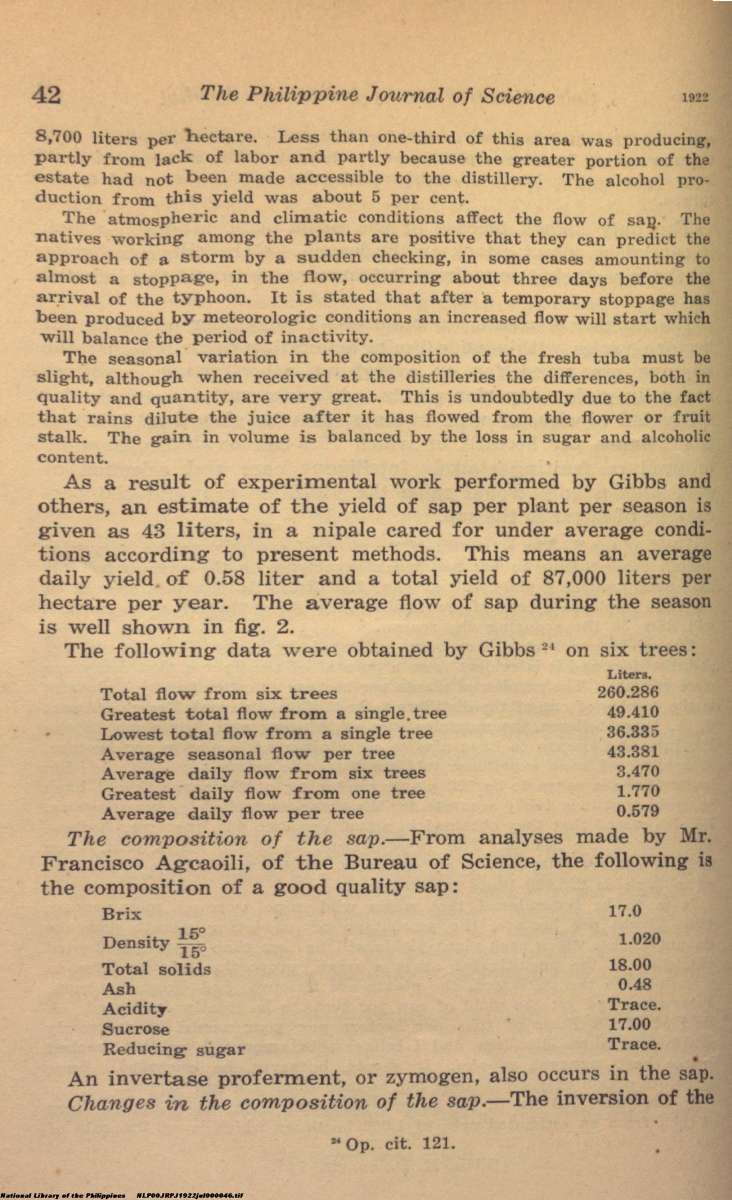 42 The Philippine Journal of Science 1922
8,700 liters per hectare. Less than one-third of this area was producing,
partly from lack of labor and partly because the greater portion of the
estate had not been made accessible to the distillery. The alcohol pro-
duction from this yield was about 5 per cent.
The atmospheric and climatic conditions affect the flow of sap. The
natives working among the plants are positive that they can predict the
approach of a storm by a sudden checking, in some cases amounting to
almost a stoppage, in the flow, occurring about three days before the
arrival of the typhoon. It is stated that after a temporary stoppage has
been produced by meteorologic conditions an increased flow will start which
will balance the period of inactivity.
The seasonal variation in the composition of the fresh tuba must be
slight, although when received at the distilleries the differences, both in
quality and quantity, are very great. This is undoubtedly due to the fact
that rains dilute the juice after it has flowed from the flower or fruit
stalk. The gain in volume is balanced by the loss in sugar and alcoholic
content.
As a result of experimental work performed by Gibbs and
others, an estimate of the yield of sap per plant per season is
given as 43 liters, in a nipale cared for under average condi-
tions according to present methods. This means an average
daily yield of 0.58 liter and a total yield of 87,000 liters per
hectare per year. The average flow of sap during the season
is well shown in fig. 2.
The following data were obtained by Gibbs 24 on six trees:
Liters.
Total flow from six trees 260.286
Greatest total flow from a single tree 49.410
Lowest total flow from a single tree 36.335
Average seasonal flow per tree 43.381
Average daily flow from six trees 3.470
Greatest daily flow from one tree 1.770
Average daily flow per tree 0.579
The composition of the sap.—From analyses made by Mr.
Francisco Agcaoili, of the Bureau of Science, the following is
the composition of a good quality sap:
Brix 17.0
Density 15°/15° 1.020
Total solids 18.00
Ash 0.48
Acidity Trace.
Sucrose 17.00
Reducing sugar Trace.
An invertase proferment, or zymogen, also occurs in the sap.
Changes in the composition of the sap.—The inversion of the
24 Op. cit. 121.
National Library of the Philippines NLP00JRPJ1922jal000046.tif